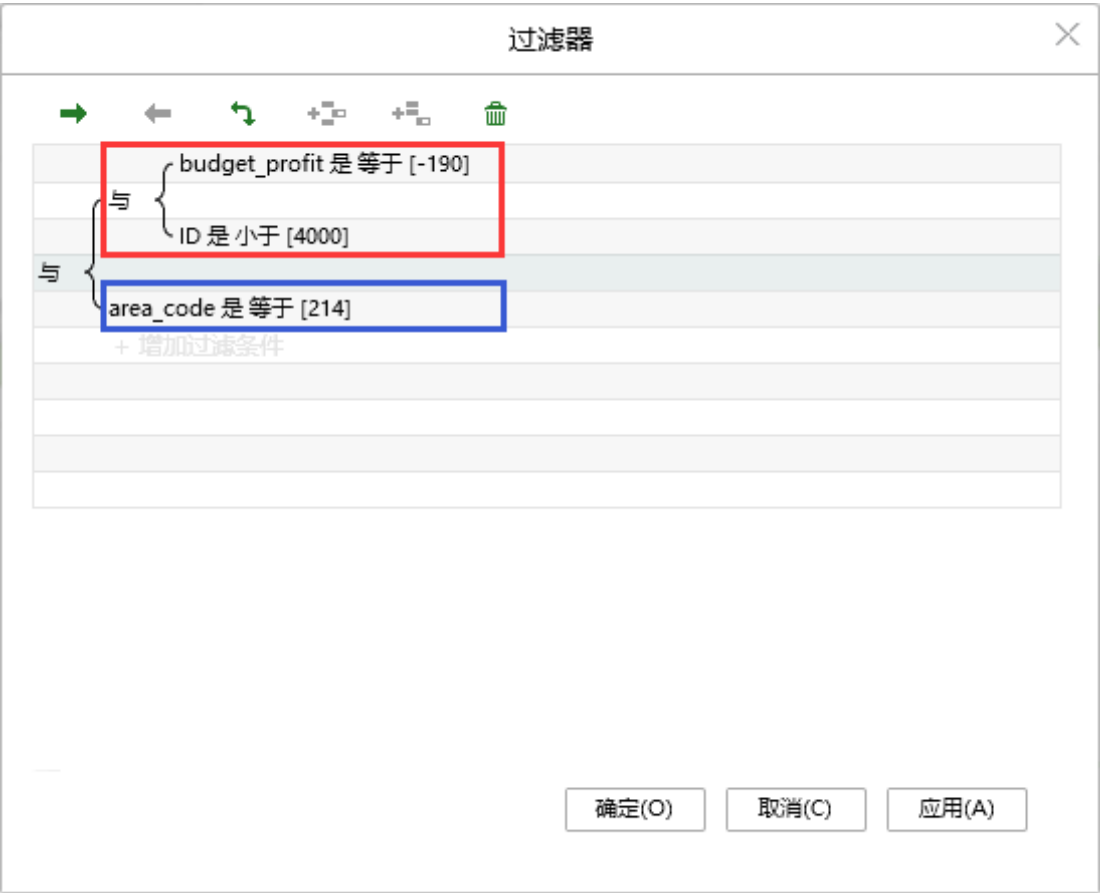 过滤器
budget_profit 是 等于 [-190]
与
ID 是 小于 [4000]
与
area_code 是 等于 [214]
+ 增加过滤条件
确定(O)
取消(C)
应用(A)